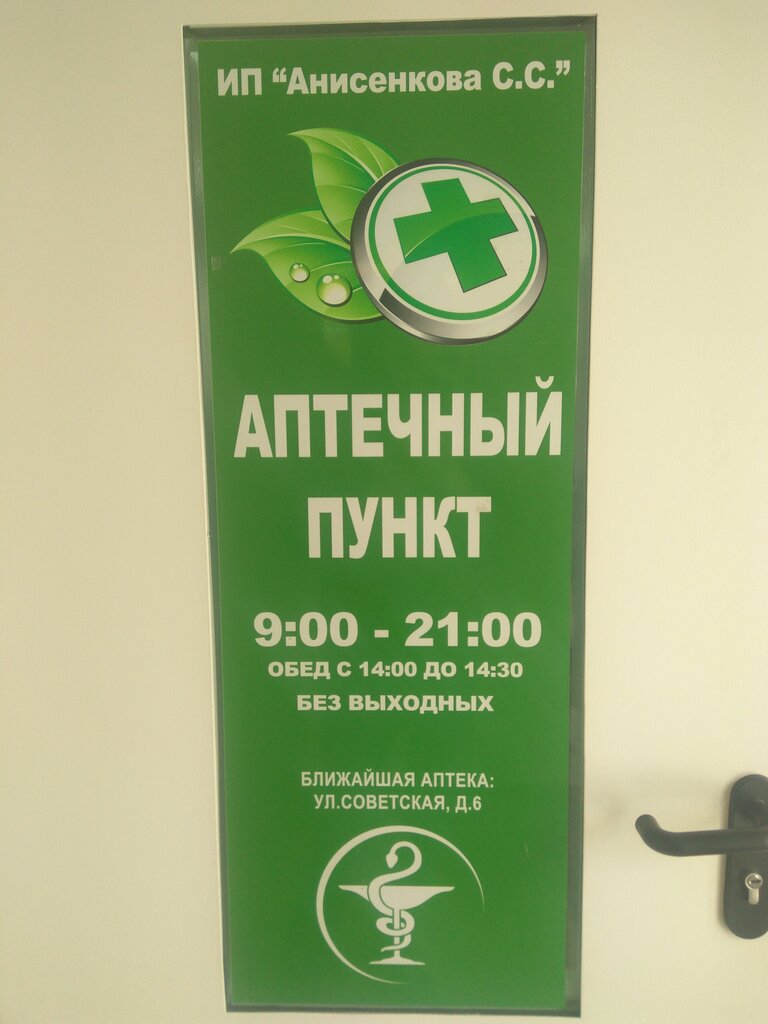 ИП “Анисенкова С.С.”
АПТЕЧНЫЙ
ПУНКТ
9:00 - 21:00
ОБЕД С 14:00 ДО 14:30
БЕЗ ВЫХОДНЫХ
БЛИЖАЙШАЯ АПТЕКА:
УЛ.СОВЕТСКАЯ, Д.6